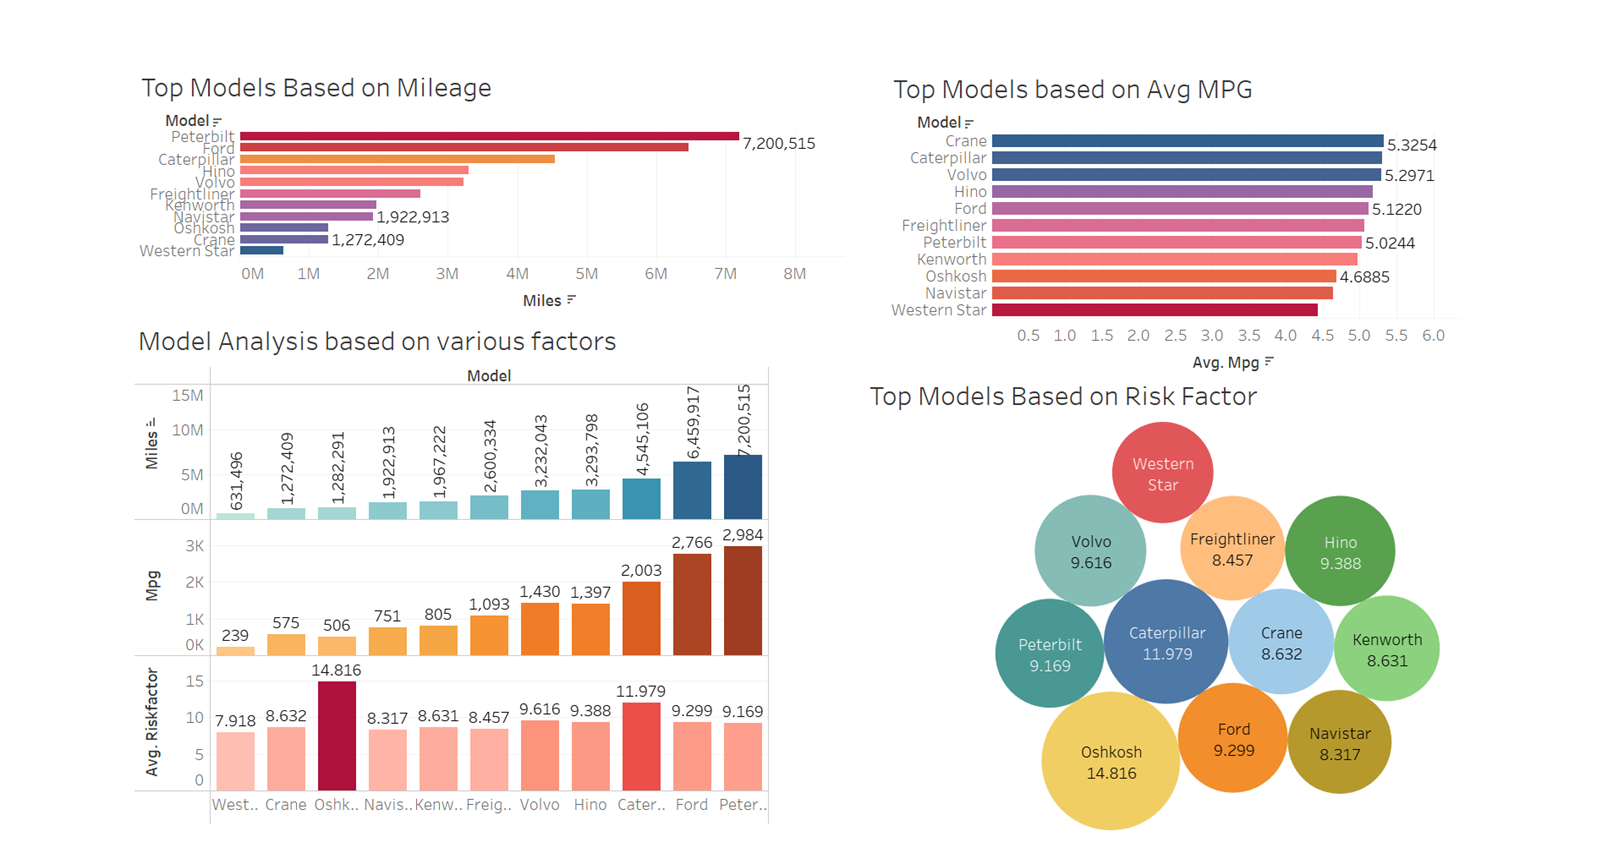 Top Models Based on Mileage
Model
Peterbilt
Ford
Caterpillar
Hino
Volvo
Freightliner
Kenworth
Navistar
Oshkosh
Crane
Western Star
7,200,515
1,922,913
1,272,409
0M 1M 2M 3M 4M 5M 6M 7M 8M
Miles
Top Models based on Avg MPG
Model
Crane 5.3254
Caterpillar
Volvo 5.2971
Hino
Ford 5.1220
Freightliner
Peterbilt 5.0244
Kenworth
Oshkosh 4.6885
Navistar
Western Star
0.5 1.0 1.5 2.0 2.5 3.0 3.5 4.0 4.5 5.0 5.5 6.0
Avg. Mpg
Model Analysis based on various factors
Model
Miles
15M
10M
5M
0M
631,496 1,272,409 1,282,291 1,922,913 1,967,222 2,600,334 3,232,043 3,293,798 4,545,106 6,459,917 7,200,515
Mpg
3K
2K
1K
0K
239 575 506 751 805 1,093 1,430 1,397 2,003 2,766 2,984
Avg. Riskfactor
15
10
5
0
7.918 8.632 14.816 8.317 8.631 8.457 9.616 9.388 11.979 9.299 9.169
West.. Crane Oshk.. Navis.. Kenw.. Freig.. Volvo Hino Cater.. Ford Peter..
Top Models Based on Risk Factor
Western
Star
Volvo
9.616
Freightliner
8.457
Hino
9.388
Peterbilt
9.169
Caterpillar
11.979
Crane
8.632
Kenworth
8.631
Oshkosh
14.816
Ford
9.299
Navistar
8.317